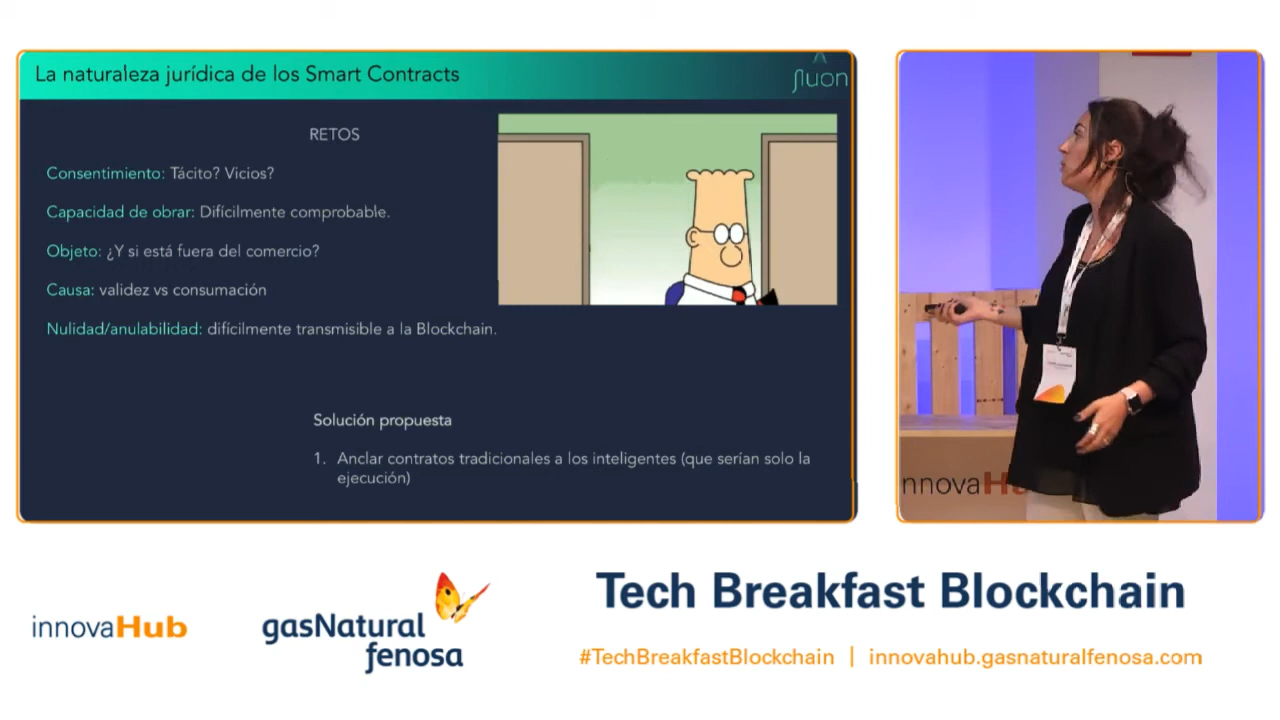 La naturaleza jurídica de los Smart Contracts
fluon
RETOS
Consentimiento: Tácito? Vicios?
Capacidad de obrar: Difícilmente comprobable.
Objeto: ¿Y si está fuera del comercio?
Causa: validez vs consumación
Nulidad/anulabilidad: difícilmente transmisible a la Blockchain.
Solución propuesta
1. Anclar contratos tradicionales a los inteligentes (que serían solo la
ejecución)
nnovaHu
innovaHub
gasNatural
fenosa
Tech Breakfast Blockchain
#TechBreakfastBlockchain | innovahub.gasnaturalfenosa.com